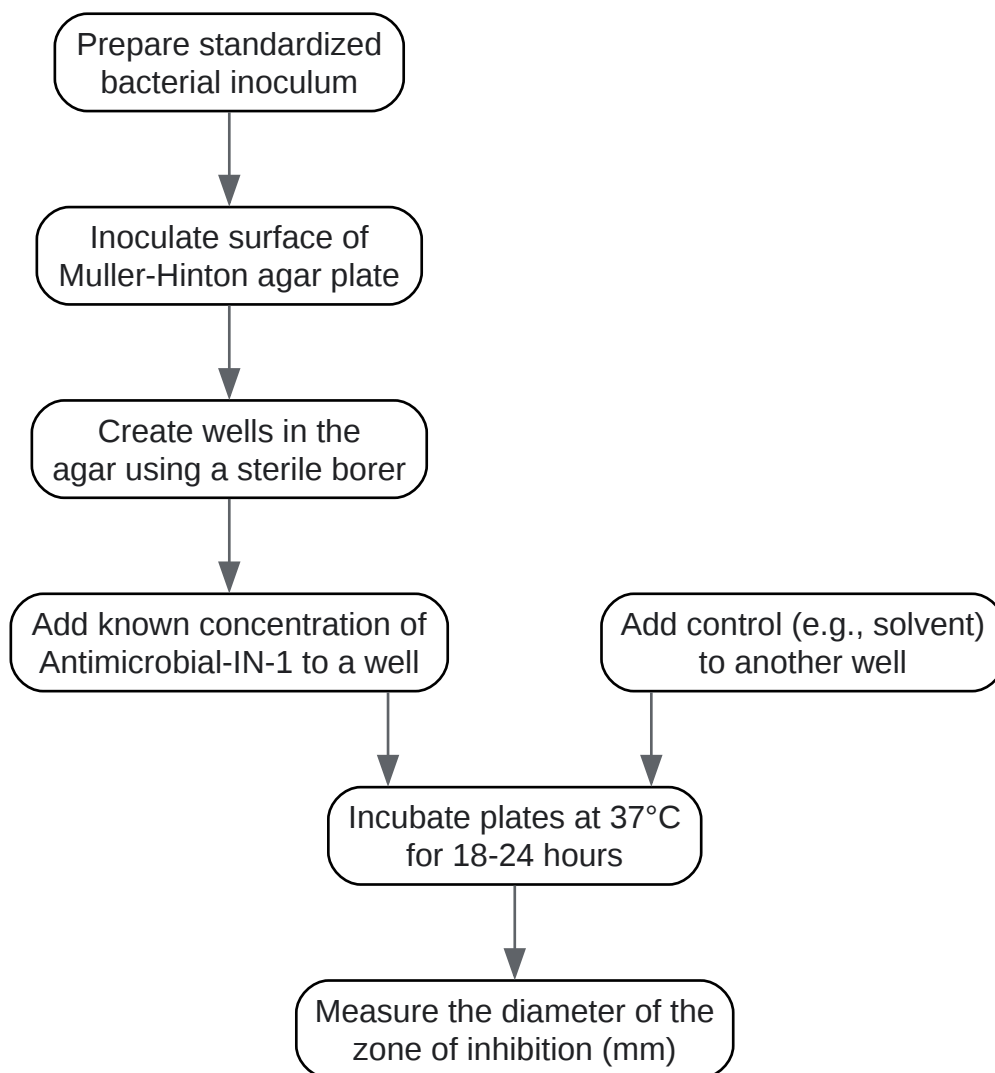 Prepare standardized
bacterial inoculum
Inoculate surface of
Muller-Hinton agar plate
Create wells in the
agar using a sterile borer
Add known concentration of
Antimicrobial-IN-1 to a well
Add control (e.g., solvent)
to another well
Incubate plates at 37°C
for 18-24 hours
Measure the diameter of the
zone of inhibition (mm)